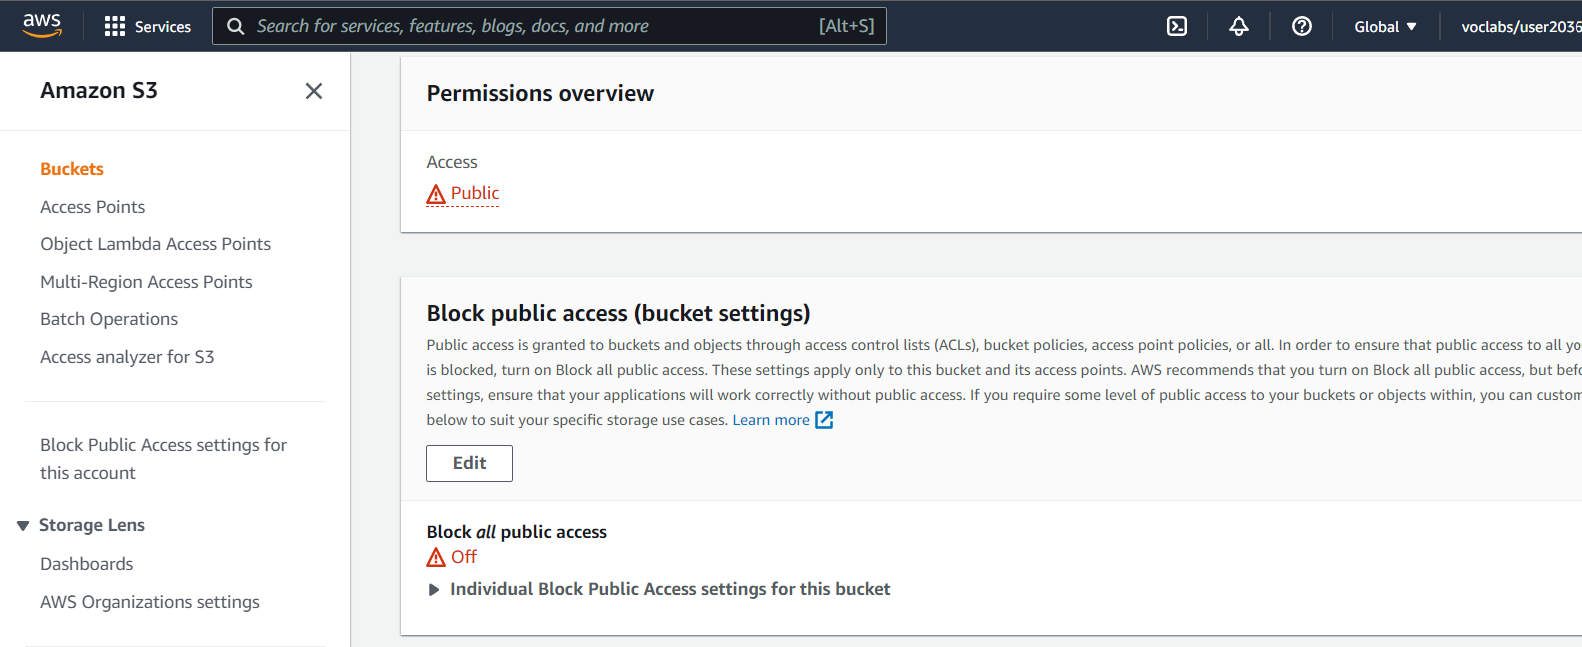 aws
Services
Search for services, features, blogs, docs, and more [Alt+S]
Global
voclabs/user2036
Amazon S3
Buckets
Access Points
Object Lambda Access Points
Multi-Region Access Points
Batch Operations
Access analyzer for S3
Block Public Access settings for
this account
Storage Lens
Dashboards
AWS Organizations settings
Permissions overview
Access
Public
Block public access (bucket settings)
Public access is granted to buckets and objects through access control lists (ACLs), bucket policies, access point policies, or all. In order to ensure that public access to all yo
is blocked, turn on Block all public access. These settings apply only to this bucket and its access points. AWS recommends that you turn on Block all public access, but befo
settings, ensure that your applications will work correctly without public access. If you require some level of public access to your buckets or objects within, you can custom
below to suit your specific storage use cases. Learn more
Edit
Block all public access
Off
Individual Block Public Access settings for this bucket